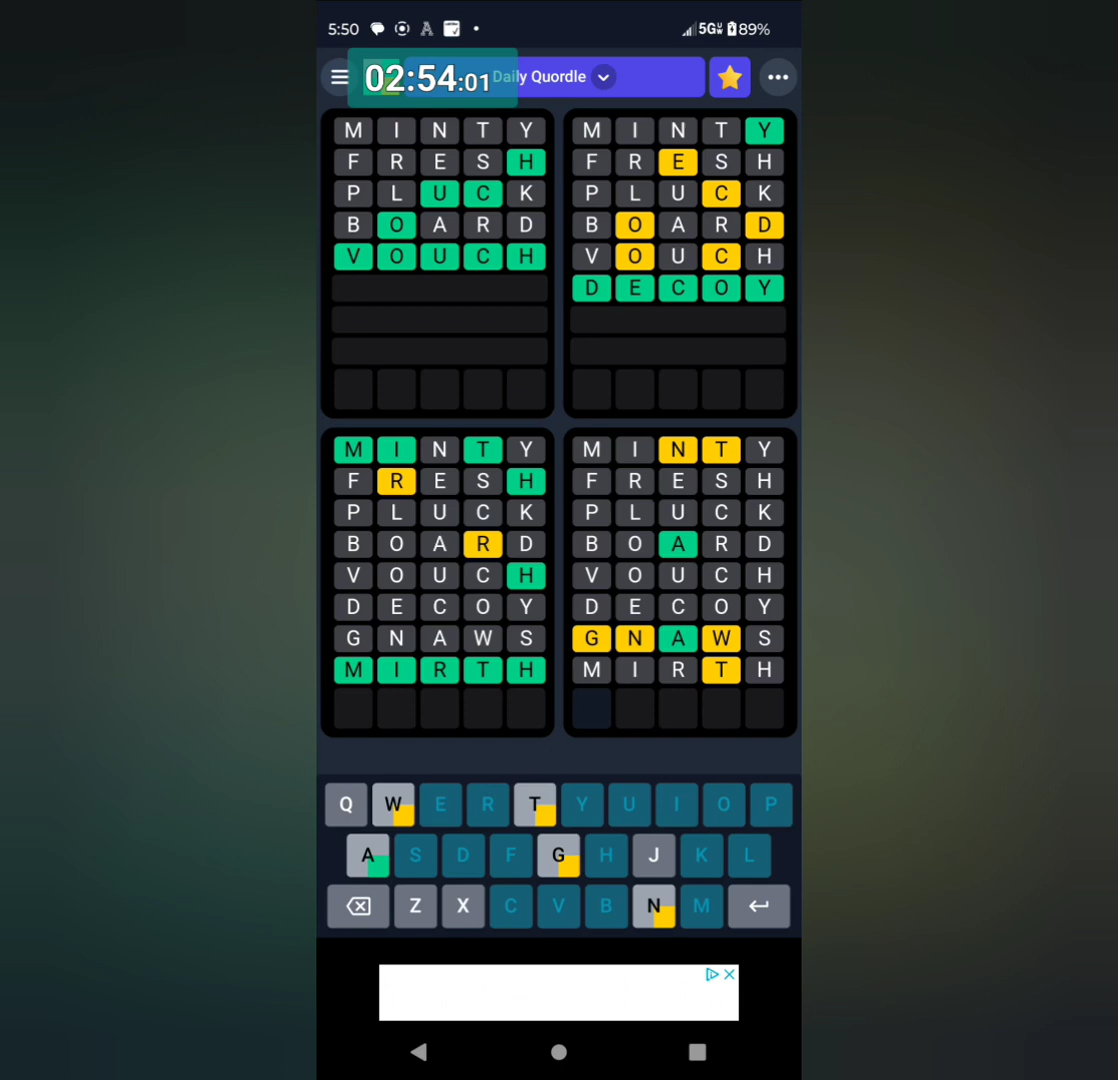 5:50 5G 89%
02:54:01 Daily Quordle
M I N T Y
F R E S H
P L U C K
B O A R D
V O U C H
M I N T Y
F R E S H
P L U C K
B O A R D
V O U C H
D E C O Y
M I N T Y
F R E S H
P L U C K
B O A R D
V O U C H
D E C O Y
G N A W S
M I R T H
M I N T Y
F R E S H
P L U C K
B O A R D
V O U C H
D E C O Y
G N A W S
M I R T H
Q W E R T Y U I O P
A S D F G H J K L
Z X C V B N M